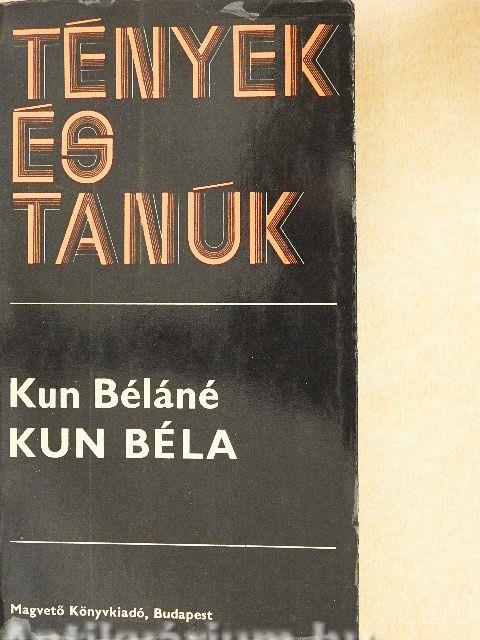 TÉNYEK
ÉS
TANÚK
Kun Béláné
KUN BÉLA
Magvető Könyvkiadó, Budapest